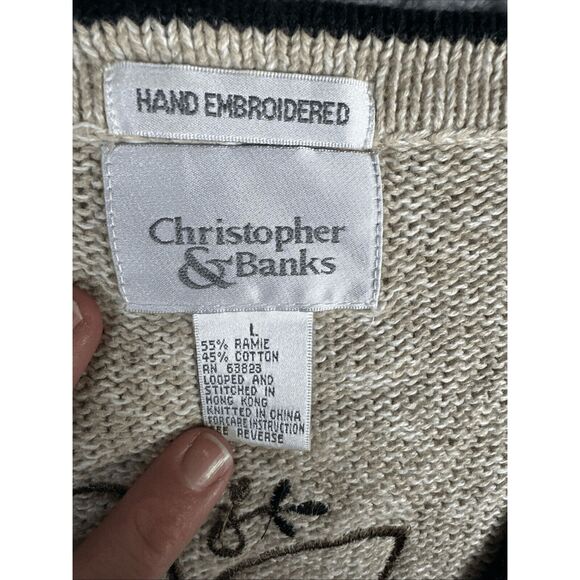 HAND EMBROIDERED
Christopher
& Banks
L
55% RAMIE
45% COTTON
RN 63823
LOOPED AND
STITCHED IN
HONG KONG
KNITTED IN CHINA
FOR CARE INSTRUCTION
SEE REVERSE